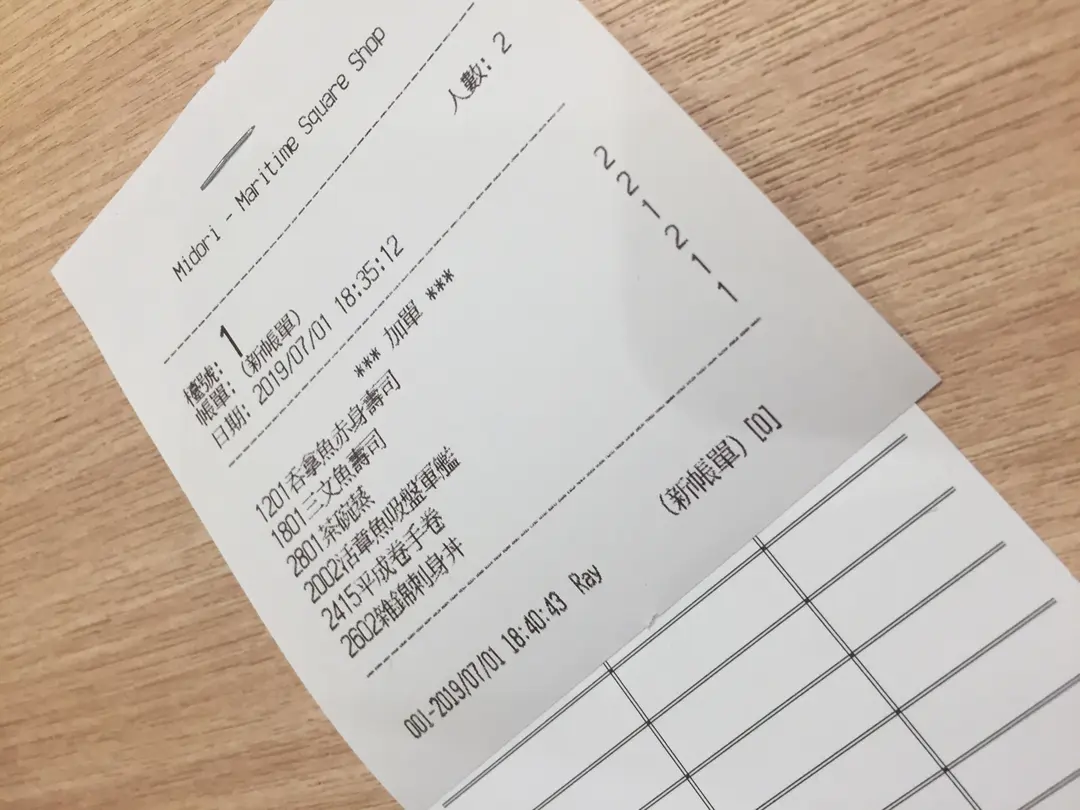 Midori - Maritime Square Shop
人數: 2
檯號: 1
帳單: (新帳單)
日期: 2019/07/01 18:35:12
*** 加單 ***
1201吞拿魚赤身壽司 2
1801三文魚壽司 2
2801茶碗蒸 1
2002活章魚吸盤軍艦 2
2415平成卷手卷 1
2602雜錦刺身丼 1
(新帳單) [0]
001-2019/07/01 18:40:43 Ray